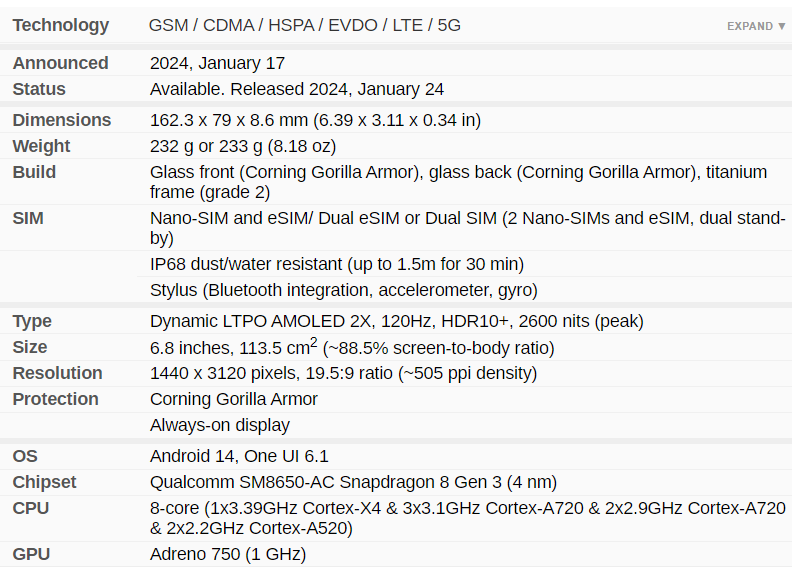 Technology GSM / CDMA / HSPA / EVDO / LTE / 5G EXPAND ▼
Announced 2024, January 17
Status Available. Released 2024, January 24
Dimensions 162.3 x 79 x 8.6 mm (6.39 x 3.11 x 0.34 in)
Weight 232 g or 233 g (8.18 oz)
Build Glass front (Corning Gorilla Armor), glass back (Corning Gorilla Armor), titanium
frame (grade 2)
SIM Nano-SIM and eSIM/ Dual eSIM or Dual SIM (2 Nano-SIMs and eSIM, dual stand-
by)
IP68 dust/water resistant (up to 1.5m for 30 min)
Stylus (Bluetooth integration, accelerometer, gyro)
Type Dynamic LTPO AMOLED 2X, 120Hz, HDR10+, 2600 nits (peak)
Size 6.8 inches, 113.5 cm² (~88.5% screen-to-body ratio)
Resolution 1440 x 3120 pixels, 19.5:9 ratio (~505 ppi density)
Protection Corning Gorilla Armor
Always-on display
OS Android 14, One UI 6.1
Chipset Qualcomm SM8650-AC Snapdragon 8 Gen 3 (4 nm)
CPU 8-core (1x3.39GHz Cortex-X4 & 3x3.1GHz Cortex-A720 & 2x2.9GHz Cortex-A720
& 2x2.2GHz Cortex-A520)
GPU Adreno 750 (1 GHz)